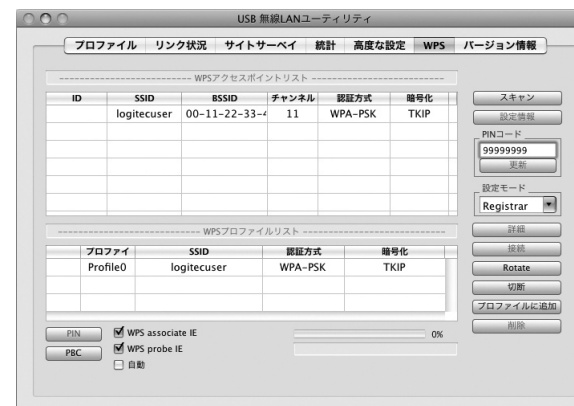 USB 無線LANユーティリティ
プロファイル リンク状況 サイトサーベイ 統計 高度な設定 WPS バージョン情報
WPSアクセスポイントリスト
ID SSID BSSID チャンネル 認証方式 暗号化
logitecuser 00-11-22-33-4 11 WPA-PSK TKIP
スキャン
設定情報
PINコード
99999999
更新
設定モード
Registrar
WPSプロファイルリスト
プロファイ SSID 認証方式 暗号化
Profile0 logitecuser WPA-PSK TKIP
詳細
接続
Rotate
切断
プロファイルに追加
削除
PIN WPS associate IE 0%
PBC WPS probe IE
自動